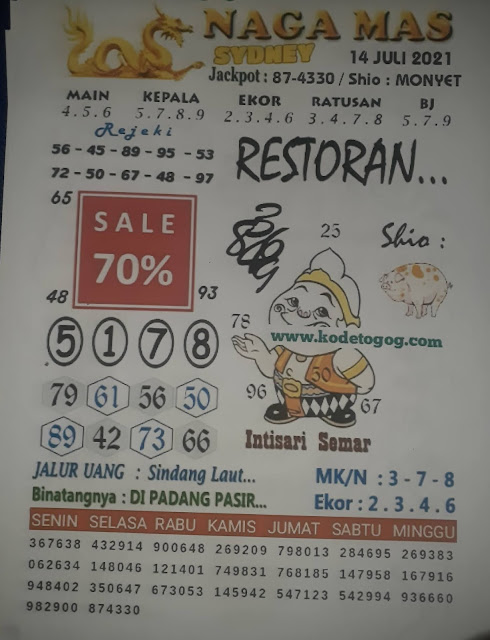 NAGA MAS
SYDNEY
14 JULI 2021
Jackpot : 87-4330 / Shio : MONYET
MAIN KEPALA EKOR RATUSAN BJ
4.5.6 5.7.8.9 2.3.4.6 3.4.7.8 5.7.9
Rejeki
56 - 45 - 89 - 95 - 53
72 - 50 - 67 - 48 - 97
RESTORAN...
65
SALE
70%
48
93
25
Shio :
78
www.kodetogog.com
50
96
67
5 1 7 8
79 61 56 50
89 42 73 66
Intisari Semar
JALUR UANG : Sindang Laut...
MK/N : 3 - 7 - 8
Binatangnya : DI PADANG PASIR...
Ekor : 2 . 3 . 4 . 6
SENIN SELASA RABU KAMIS JUMAT SABTU MINGGU
367638 432914 900648 269209 798013 284695 269383
062634 148046 121401 749831 768185 147958 167916
948402 350647 673053 145942 547123 542994 936660
982900 874330